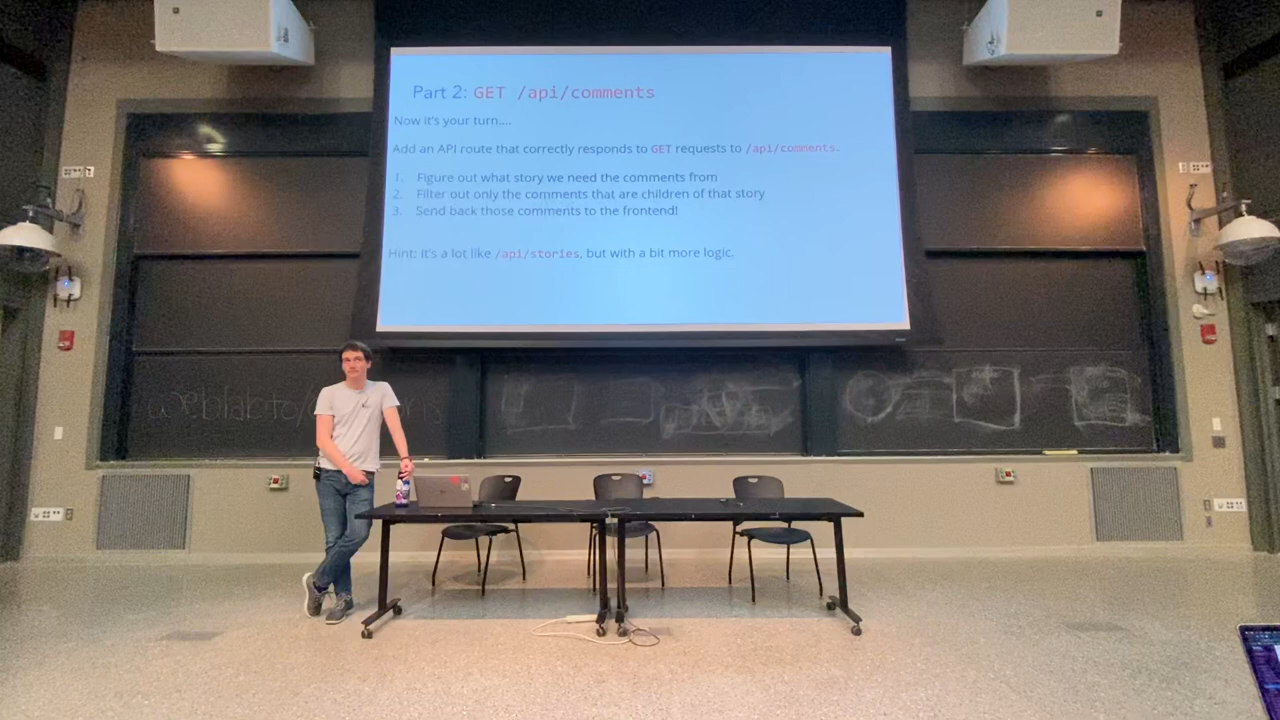 Part 2: GET /api/comments
Now it's your turn....
Add an API route that correctly responds to GET requests to /api/comments.
1. Figure out what story we need the comments from
2. Filter out only the comments that are children of that story
3. Send back those comments to the frontend!
Hint: it's a lot like /api/stories, but with a bit more logic.
weblab.to/